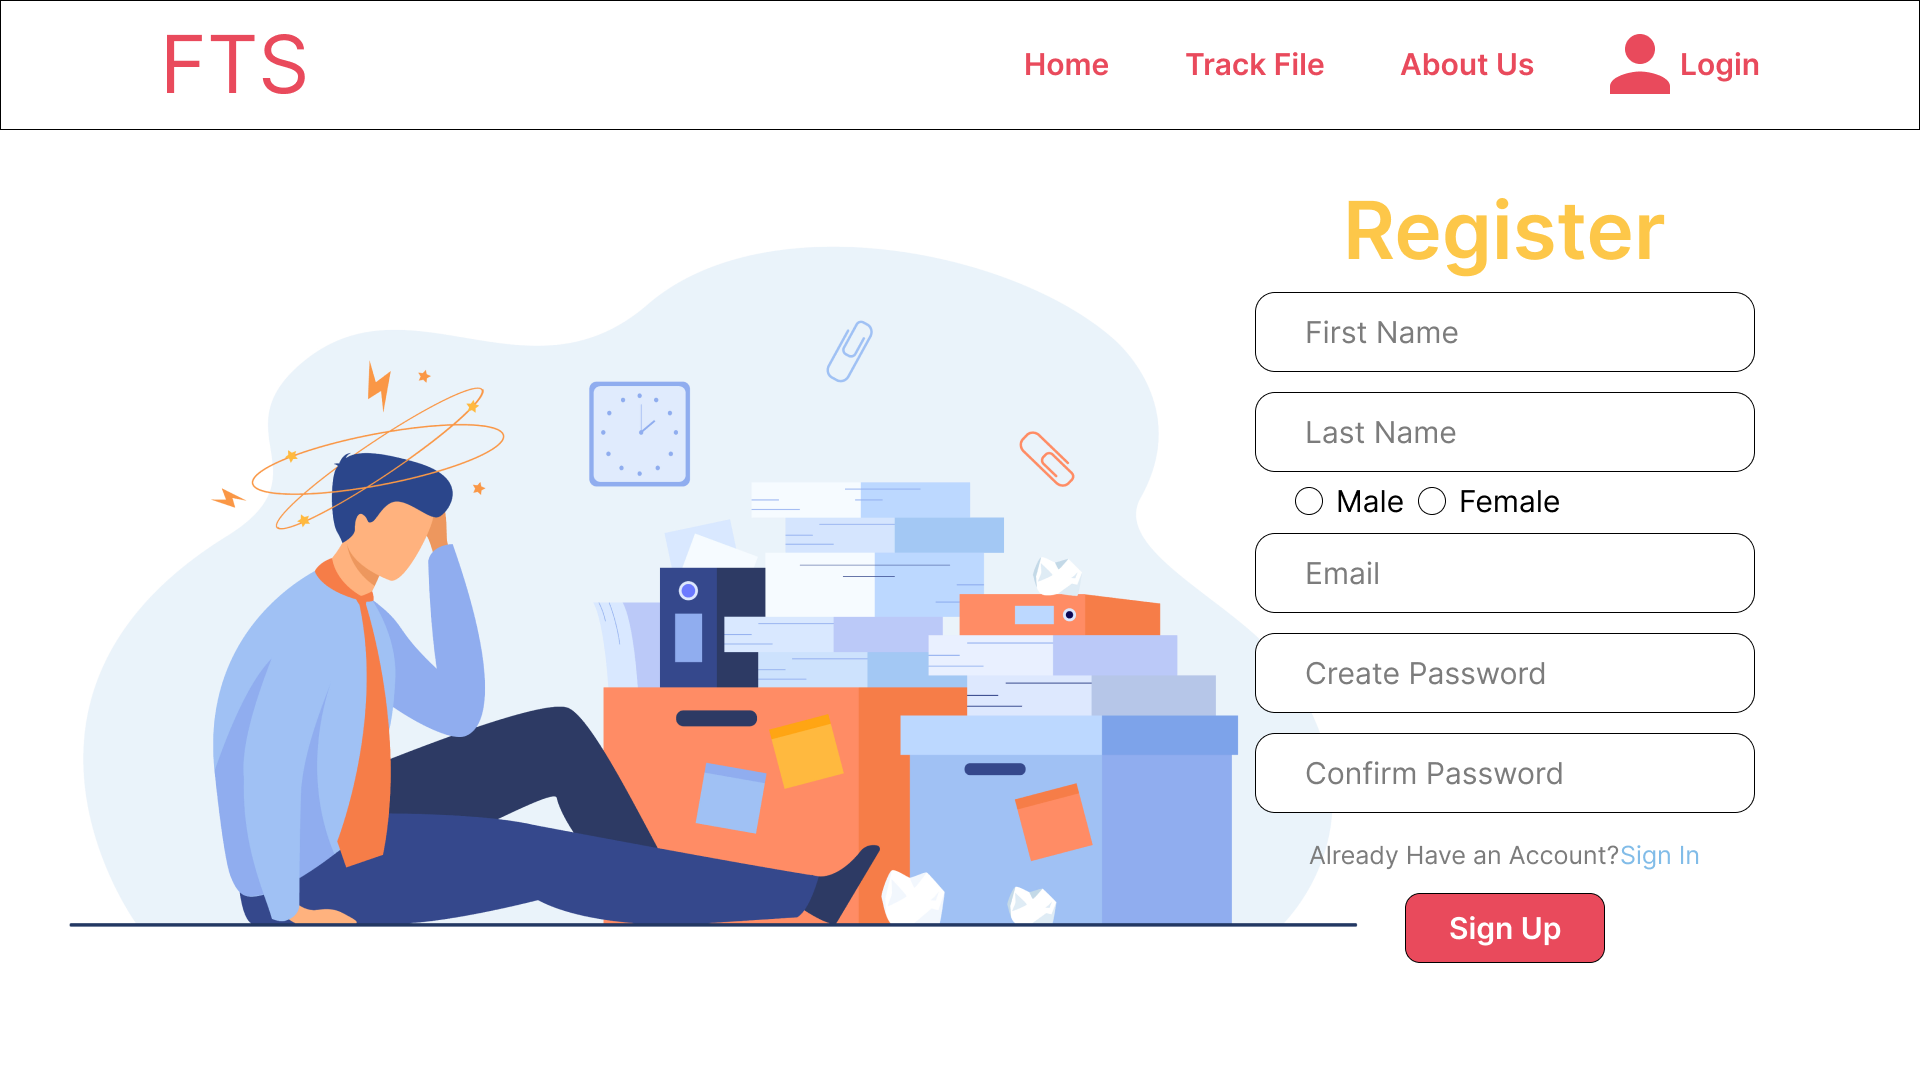 FTS
Home Track File About Us Login
Register
First Name
Last Name
Male Female
Email
Create Password
Confirm Password
Already Have an Account?Sign In
Sign Up